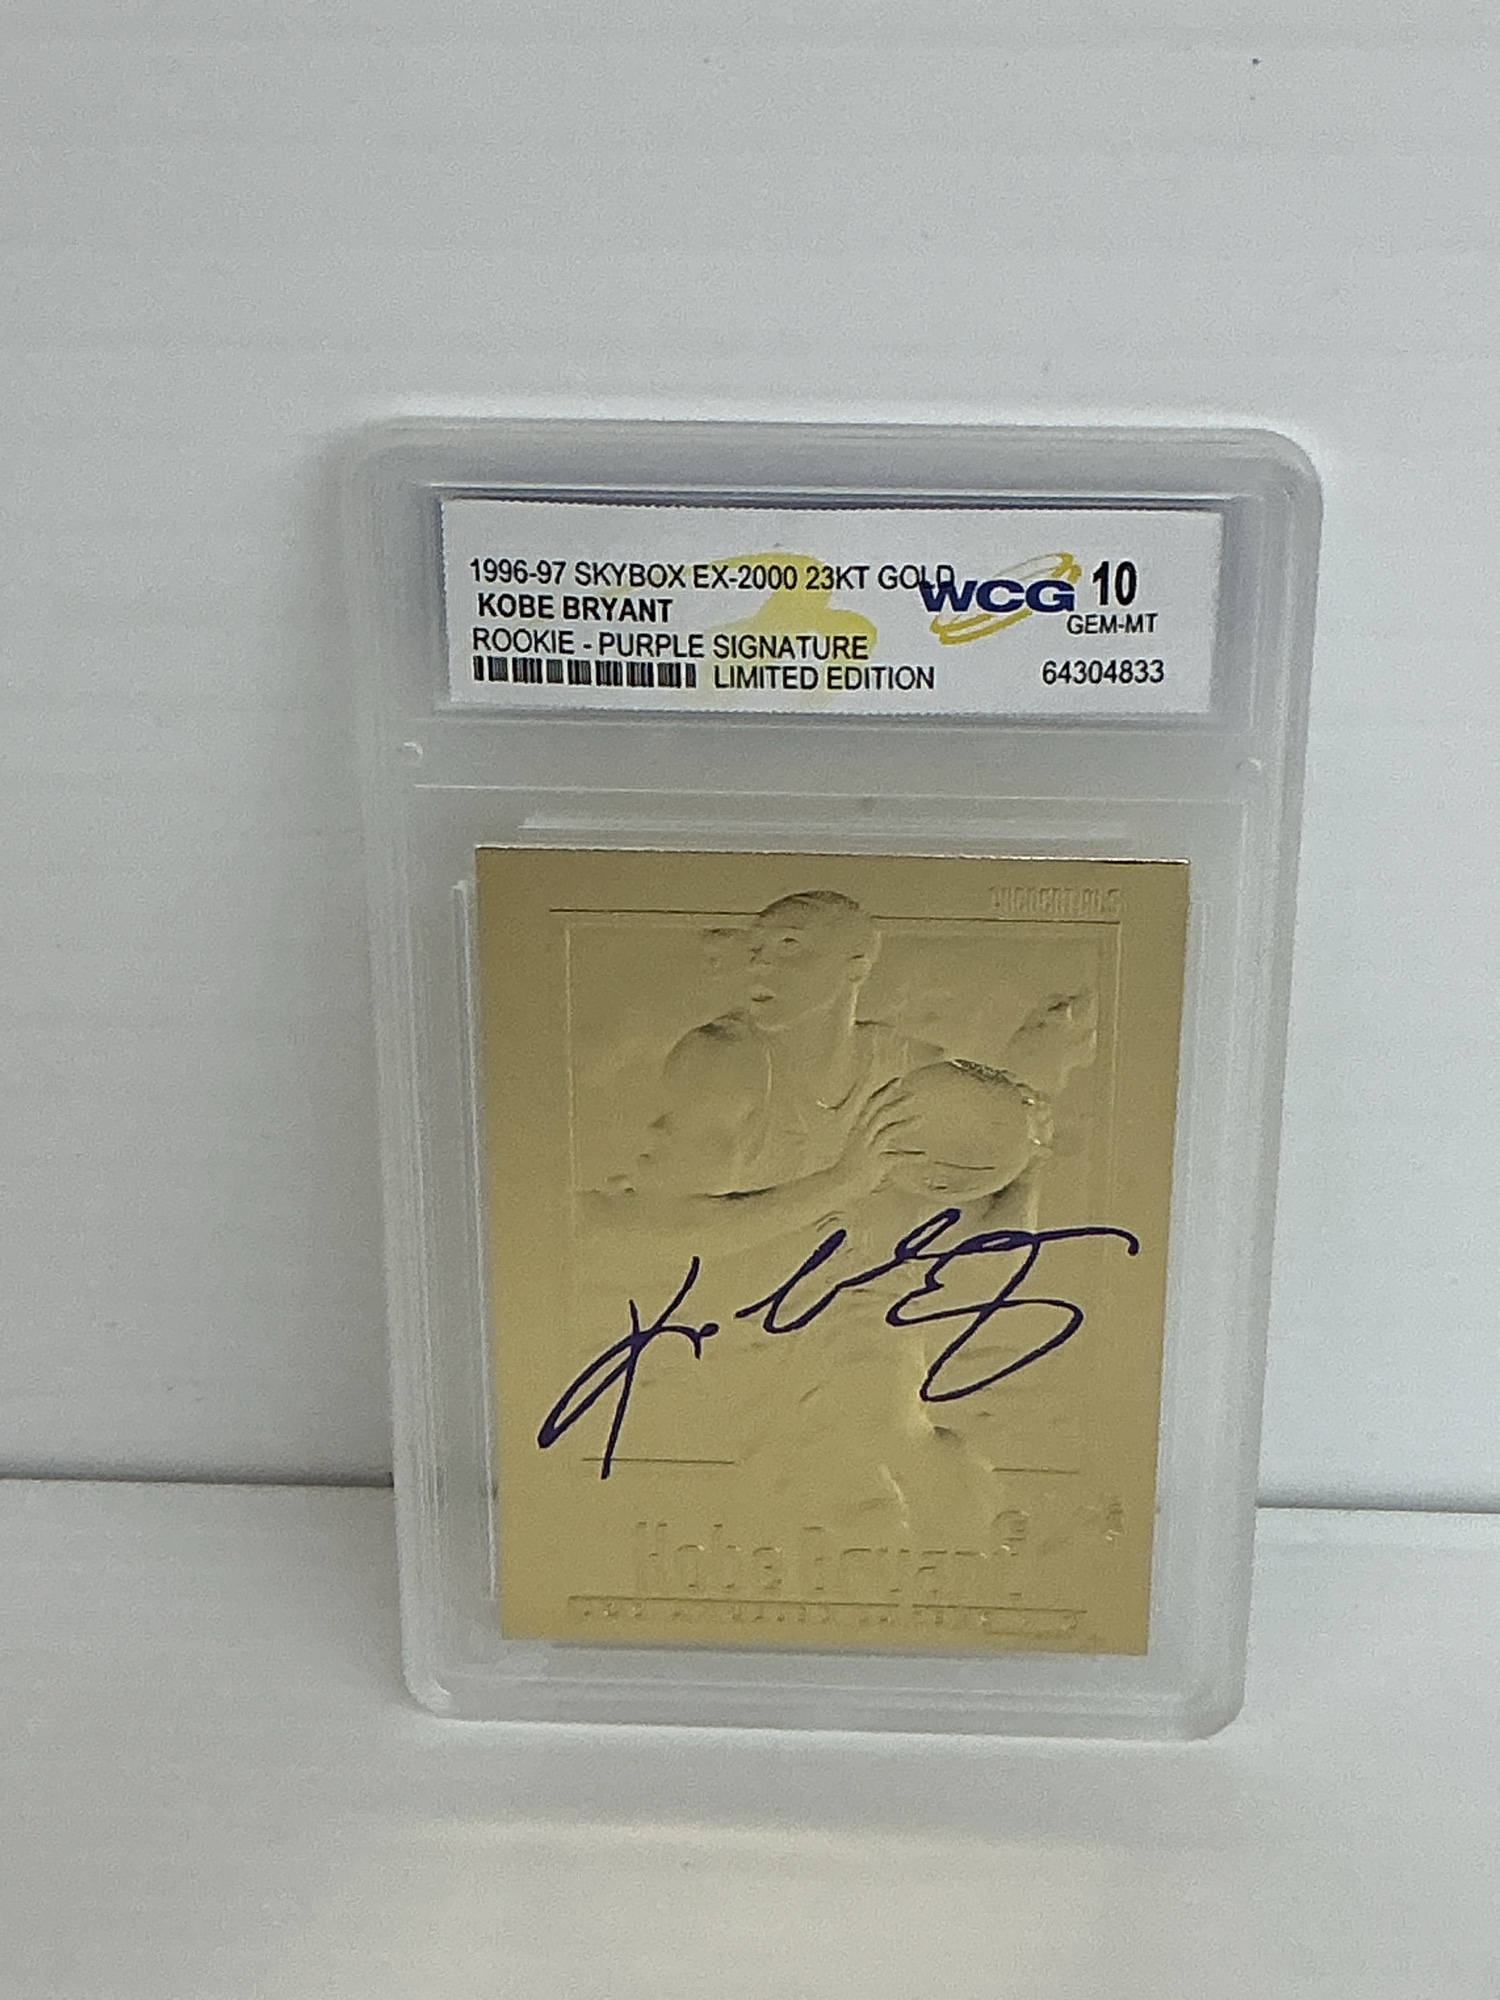 1996-97 SKYBOX EX-2000 23KT GOLD
WCG 10
KOBE BRYANT
GEM-MT
ROOKIE - PURPLE SIGNATURE
LIMITED EDITION
64304833
CREDENTIALS
Kobe Bryant